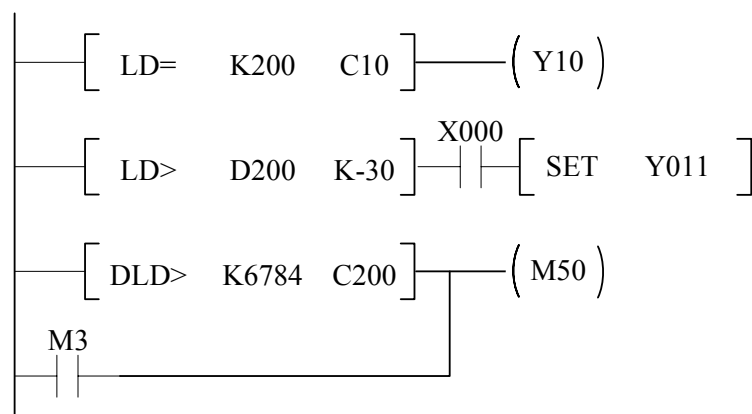 LD= K200 C10 Y10
X000
LD> D200 K-30 SET Y011
DLD> K6784 C200 M50
M3